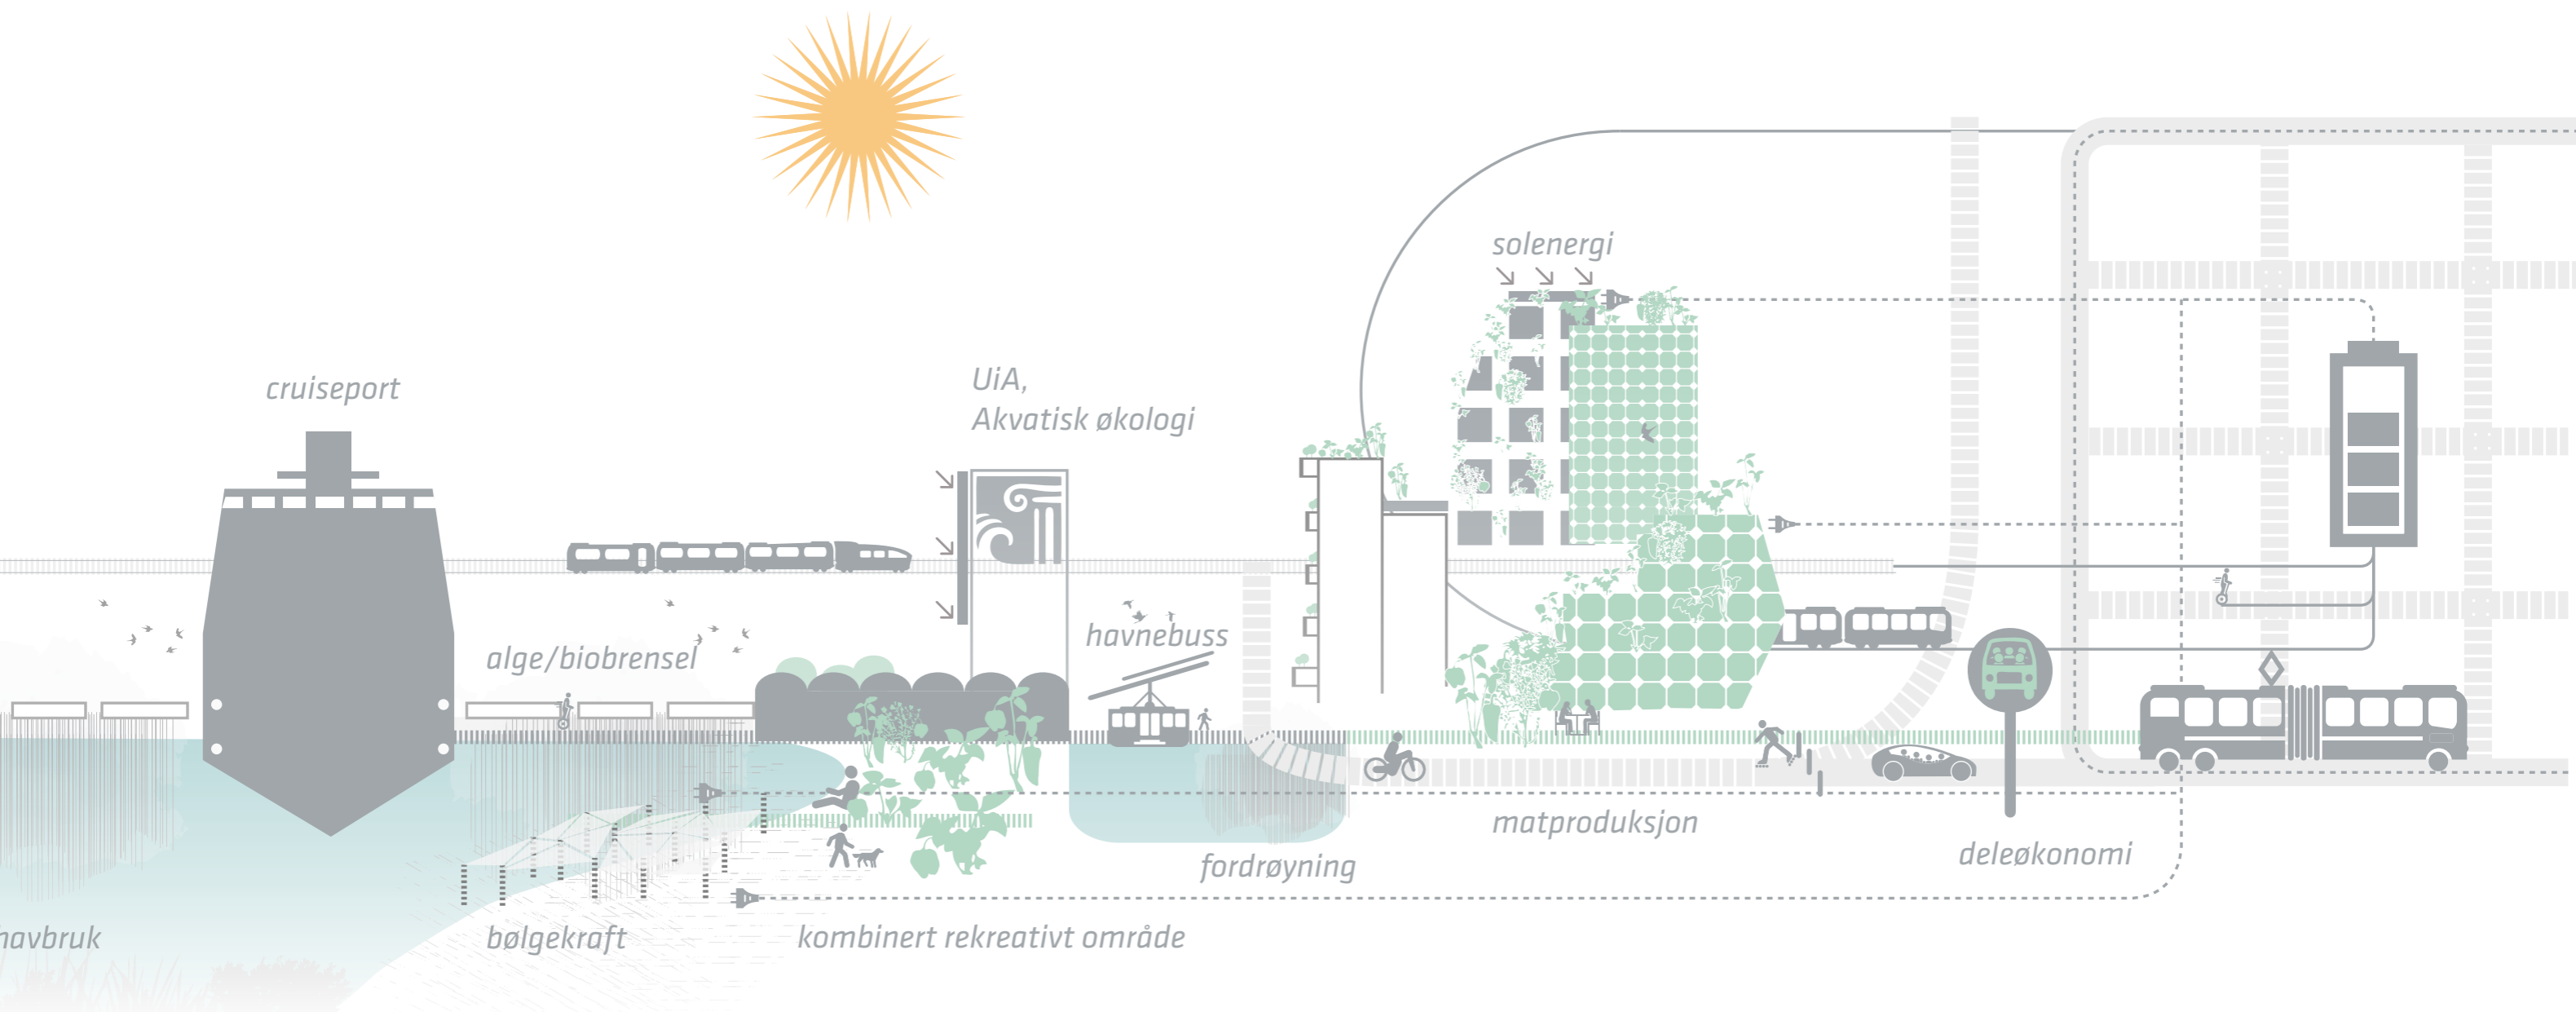 solenergi
cruiseport
UiA,
Akvatisk økologi
havnebuss
alge/biobrensel
matproduksjon
fordrøyning
deleøkonomi
havbruk
bølgekraft
kombinert rekreativt område